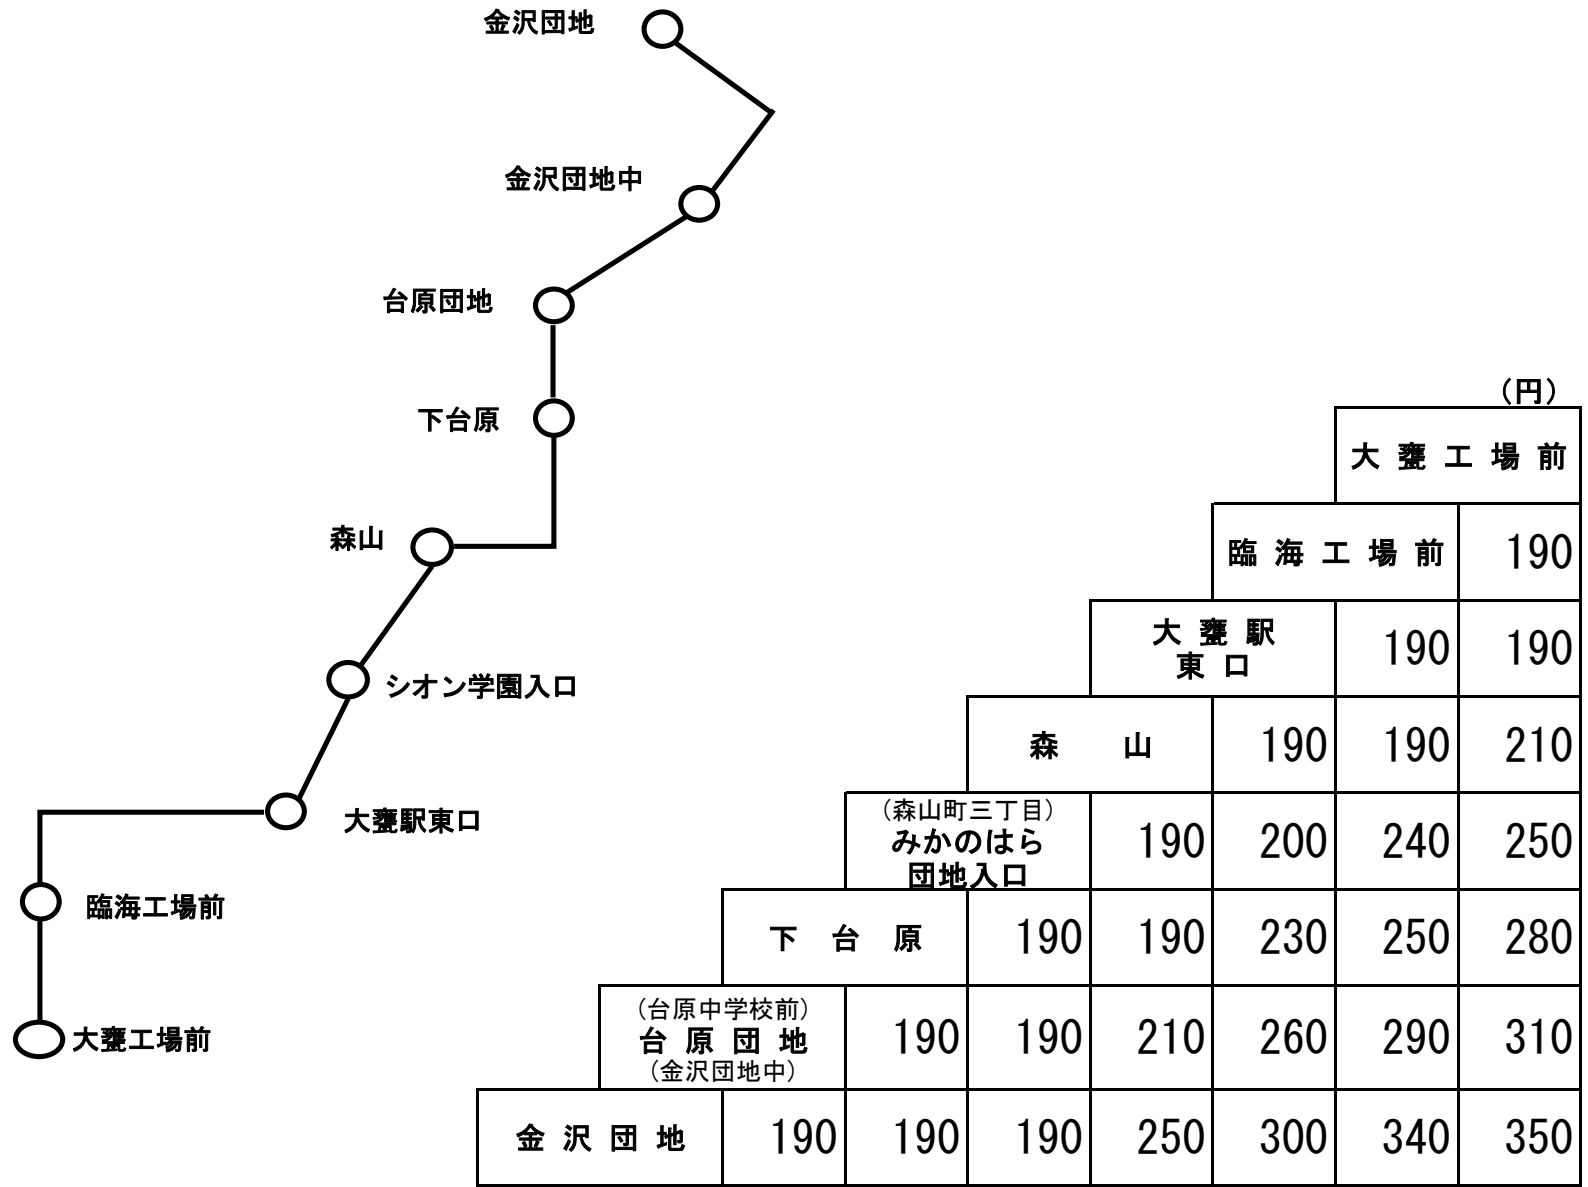 金沢団地
金沢団地中
台原団地
下台原
森山
シオン学園入口
大甕駅東口
臨海工場前
大甕工場前
（円）
大甕工場前
臨海工場前 190
大甕駅
東口
190 190
森山 190 190 210
（森山町三丁目）
みかのはら
団地入口
190 200 240 250
下台原 190 190 230 250 280
（台原中学校前）
台原団地
（金沢団地中）
190 190 210 260 290 310
金沢団地 190 190 190 250 300 340 350